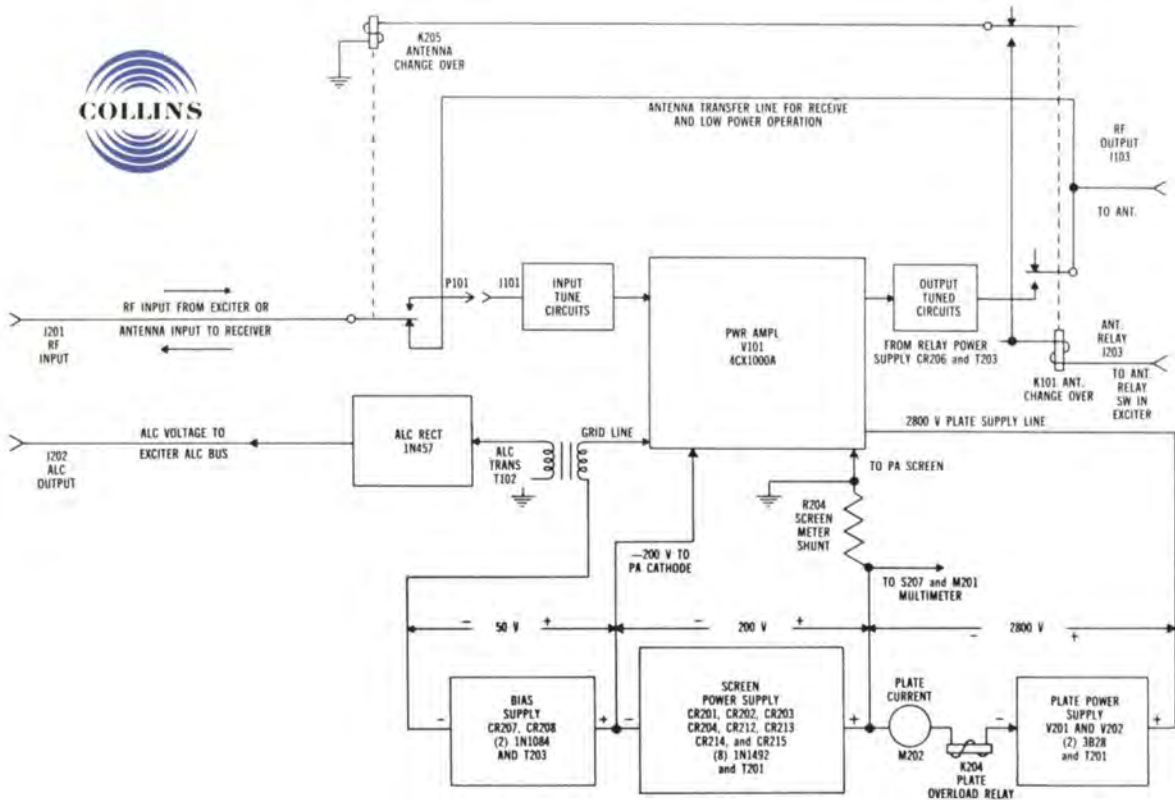 K205
ANTENNA
CHANGE OVER
COLLINS
ANTENNA TRANSFER LINE FOR RECEIVE
AND LOW POWER OPERATION
RF
OUTPUT
J103
TO ANT.
P101
J101
INPUT
TUNE
CIRCUITS
PWR AMPL
V101
4CX1000A
OUTPUT
TUNED
CIRCUITS
RF INPUT FROM EXCITER OR
ANTENNA INPUT TO RECEIVER
J201
RF
INPUT
FROM RELAY POWER
SUPPLY CR206 and T203
ANT.
RELAY
J203
TO ANT.
RELAY
SW IN
EXCITER
K101 ANT.
CHANGE OVER
2800 V PLATE SUPPLY LINE
ALC VOLTAGE TO
EXCITER ALC BUS
J202
ALC
OUTPUT
ALC RECT
1N457
ALC
TRANS
T102
GRID LINE
TO PA SCREEN
R204
SCREEN
METER
SHUNT
—200 V TO
PA CATHODE
TO S207 and M201
MULTIMETER
- 50 V +
- 200 V +
- 2800 V +
- BIAS +
SUPPLY
CR207, CR208
(2) 1N1084
AND T203
- SCREEN +
POWER SUPPLY
CR201, CR202, CR203
CR204, CR212, CR213
CR214, and CR215
(8) 1N1492
and T201
PLATE
CURRENT
M202
K204
PLATE
OVERLOAD RELAY
- PLATE POWER +
SUPPLY
V201 AND V202
(2) 3B28
and T201